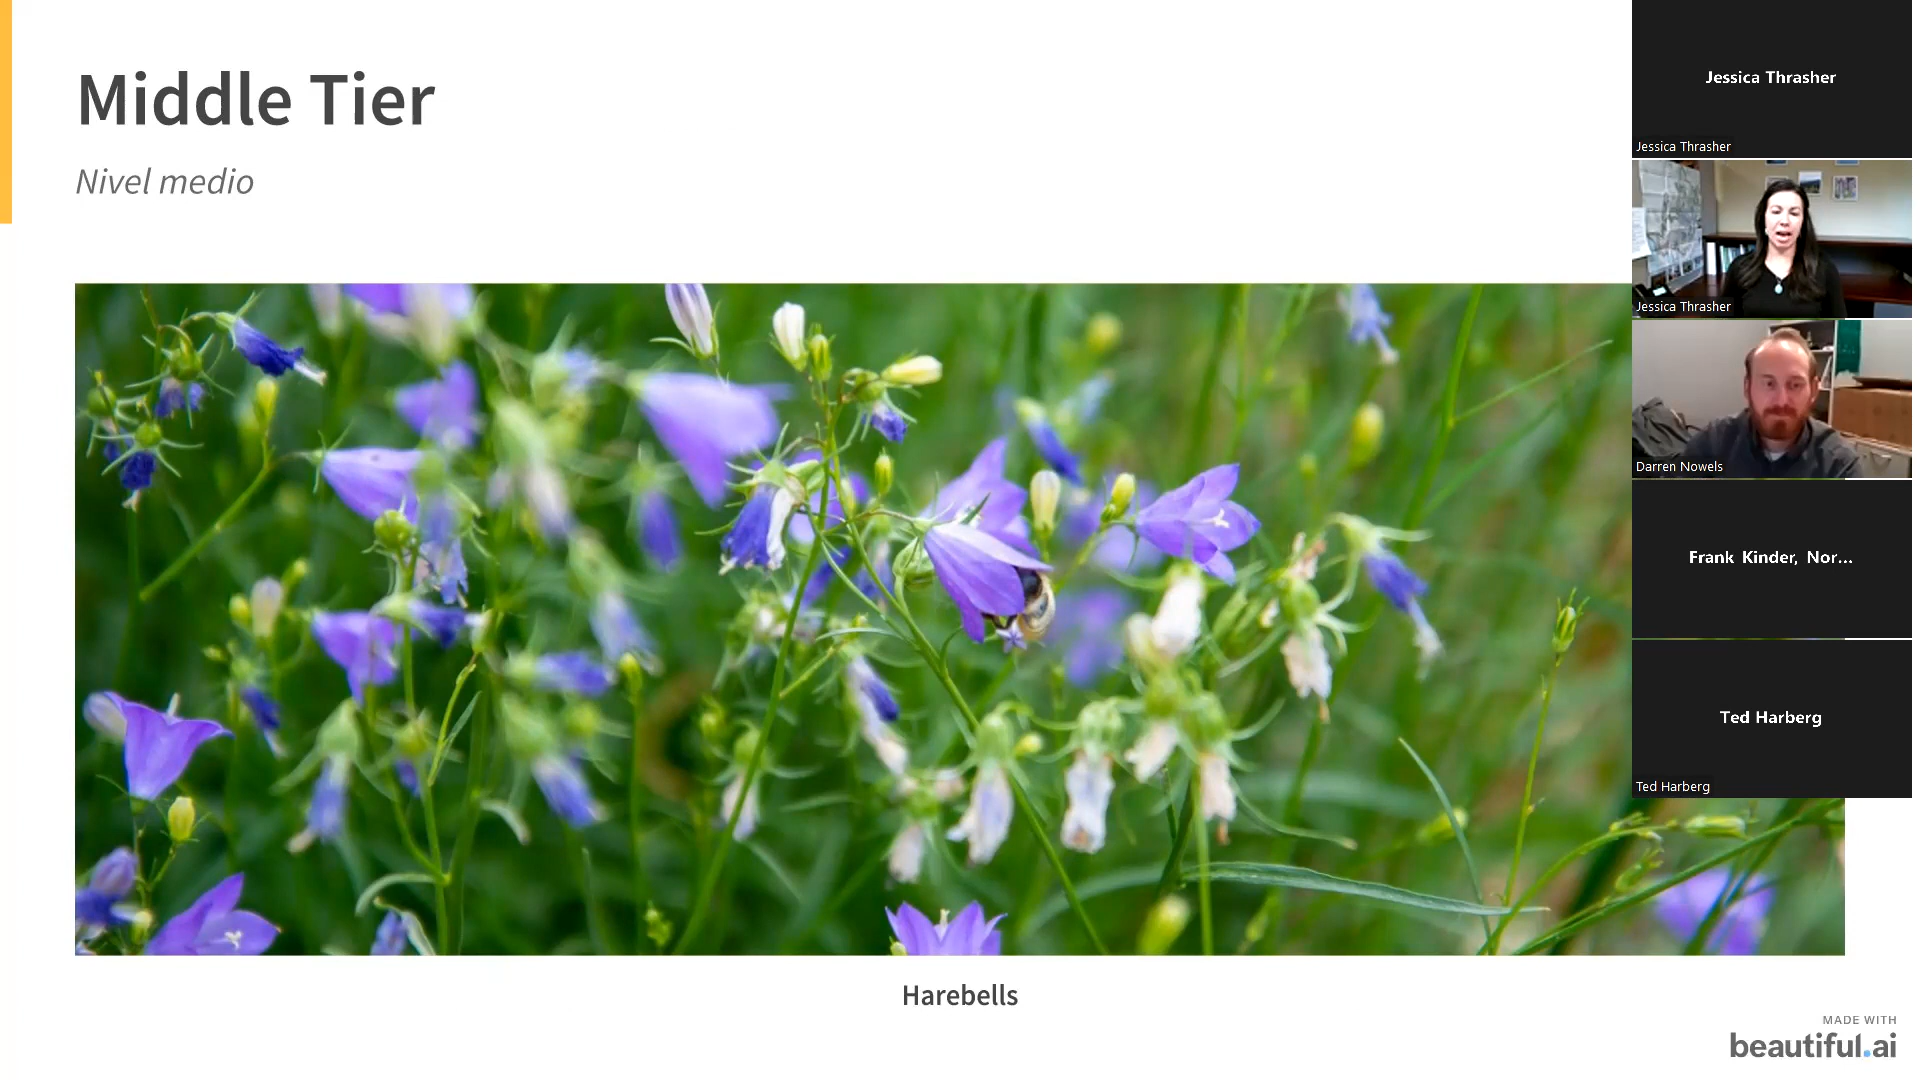 Middle Tier
Nivel medio
Harebells
MADE WITH
beautiful.ai
Jessica Thrasher
Jessica Thrasher
Jessica Thrasher
Darren Nowels
Frank Kinder, Nor...
Ted Harberg
Ted Harberg